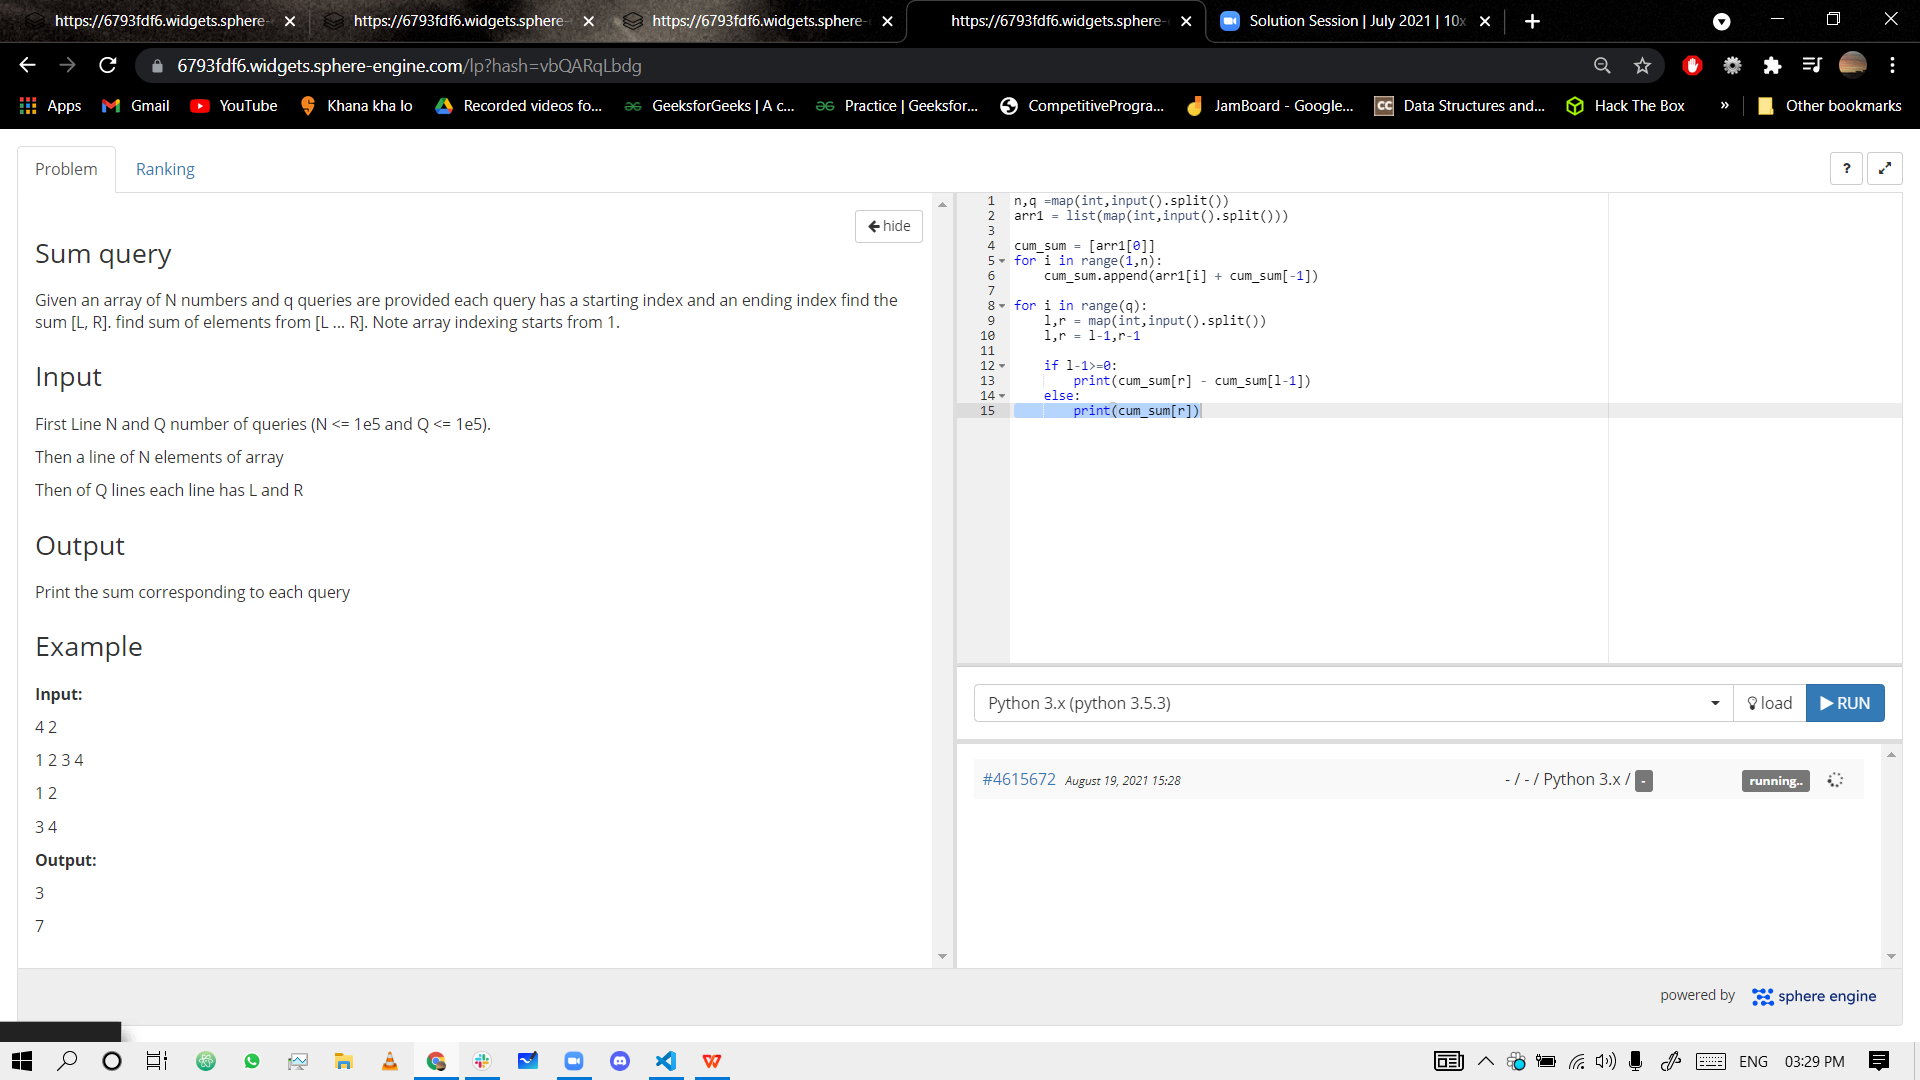 https://6793fdf6.widgets.sphere-
https://6793fdf6.widgets.sphere-
https://6793fdf6.widgets.sphere-
https://6793fdf6.widgets.sphere-
Solution Session | July 2021 | 10x
6793fdf6.widgets.sphere-engine.com/lp?hash=vbQARqLbdg
Apps
Gmail
YouTube
Khana kha lo
Recorded videos fo...
GeeksforGeeks | A c...
Practice | Geeksfor...
CompetitiveProgra…
JamBoard - Google...
CC Data Structures and...
Hack The Box
»
Other bookmarks
Problem
Ranking
?
hide
Sum query
Given an array of N numbers and q queries are provided each query has a starting index and an ending index find the
sum [L, R]. find sum of elements from [L ... R]. Note array indexing starts from 1.
Input
First Line N and Q number of queries (N <= 1e5 and Q <= 1e5).
Then a line of N elements of array
Then of Q lines each line has L and R
Output
Print the sum corresponding to each query
Example
Input:
4 2
1 2 3 4
1 2
3 4
Output:
3
7
1 n,q =map(int,input().split())
2 arr1 = list(map(int,input().split()))
3
4 cum_sum = [arr1[0]]
5 for i in range(1,n):
6 cum_sum.append(arr1[i] + cum_sum[-1])
7
8 for i in range(q):
9 l,r = map(int,input().split())
10 l,r = l-1,r-1
11
12 if l-1>=0:
13 print(cum_sum[r] - cum_sum[l-1])
14 else:
15 print(cum_sum[r])
Python 3.x (python 3.5.3)
load
RUN
#4615672 August 19, 2021 15:28
- / - / Python 3.x / -
running..
powered by sphere engine
ENG
03:29 PM